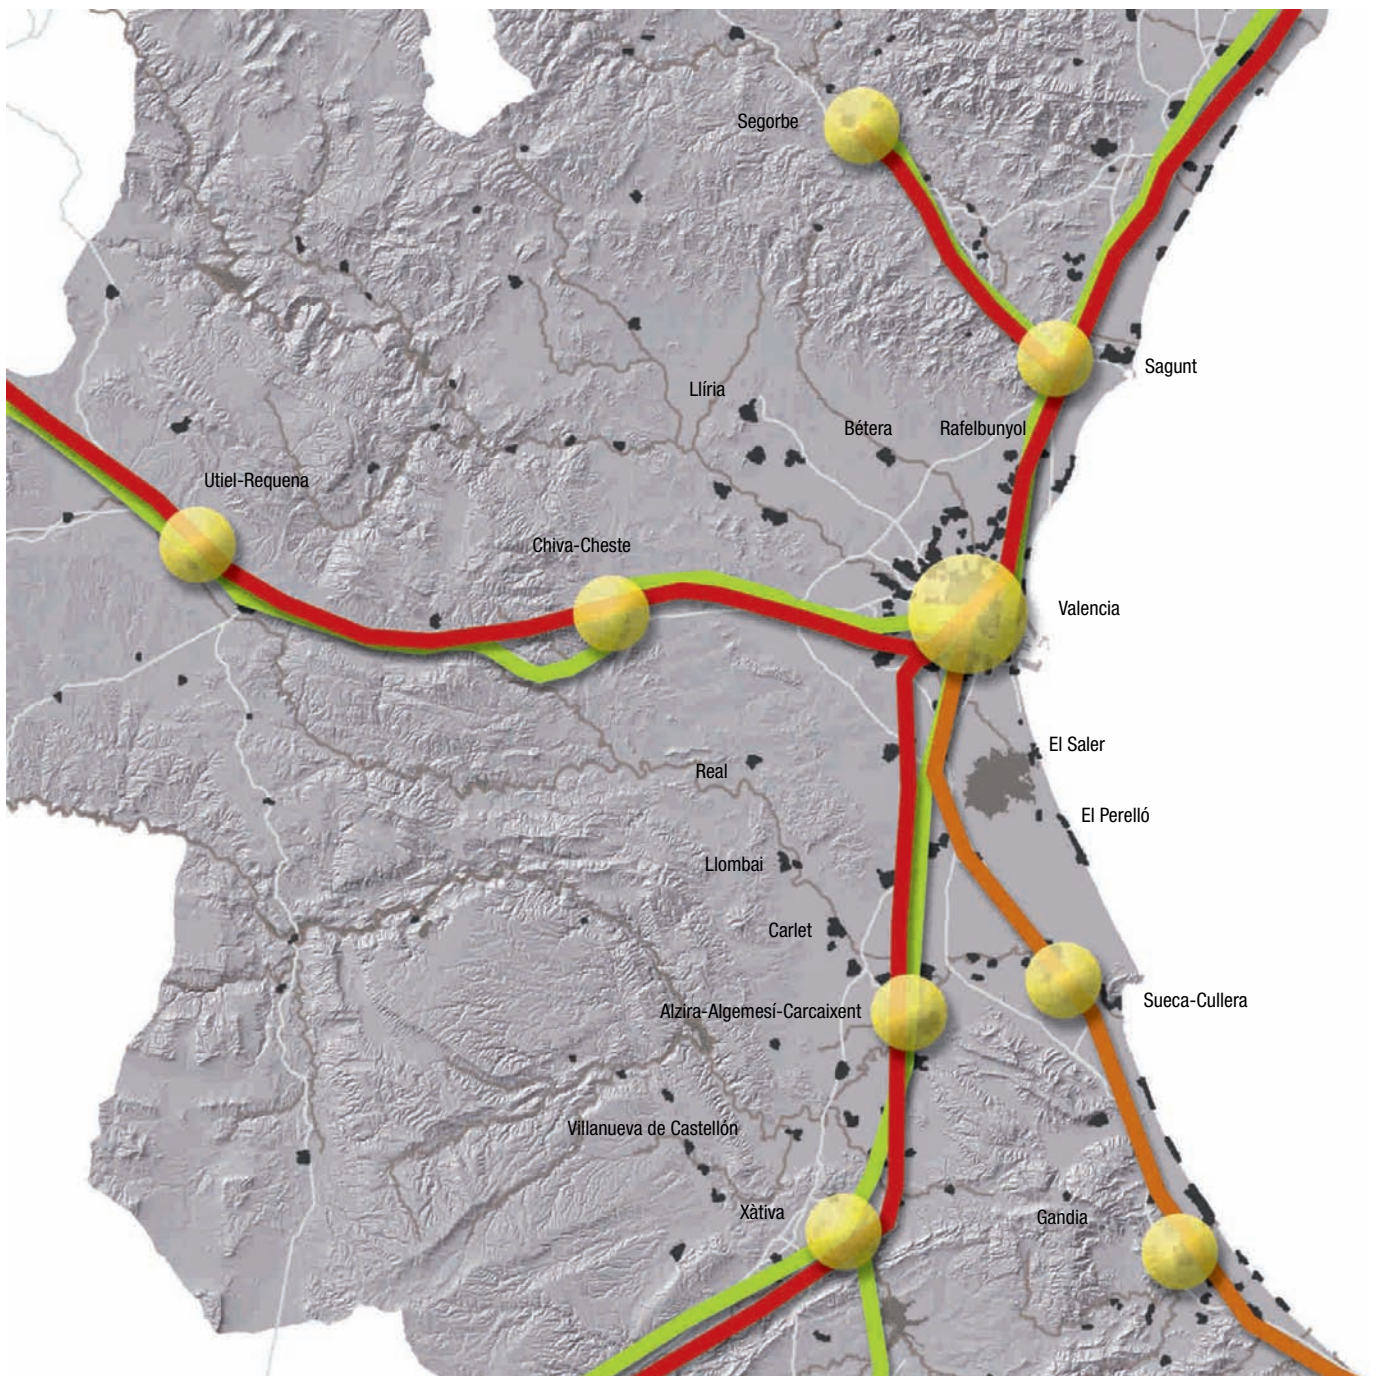 Segorbe
Sagunt
Llíria
Bétera
Rafelbunyol
Utiel-Requena
Chiva-Cheste
Valencia
El Saler
Real
El Perelló
Llombai
Carlet
Sueca-Cullera
Alzira-Algemesí-Carcaixent
Villanueva de Castellón
Xàtiva
Gandia